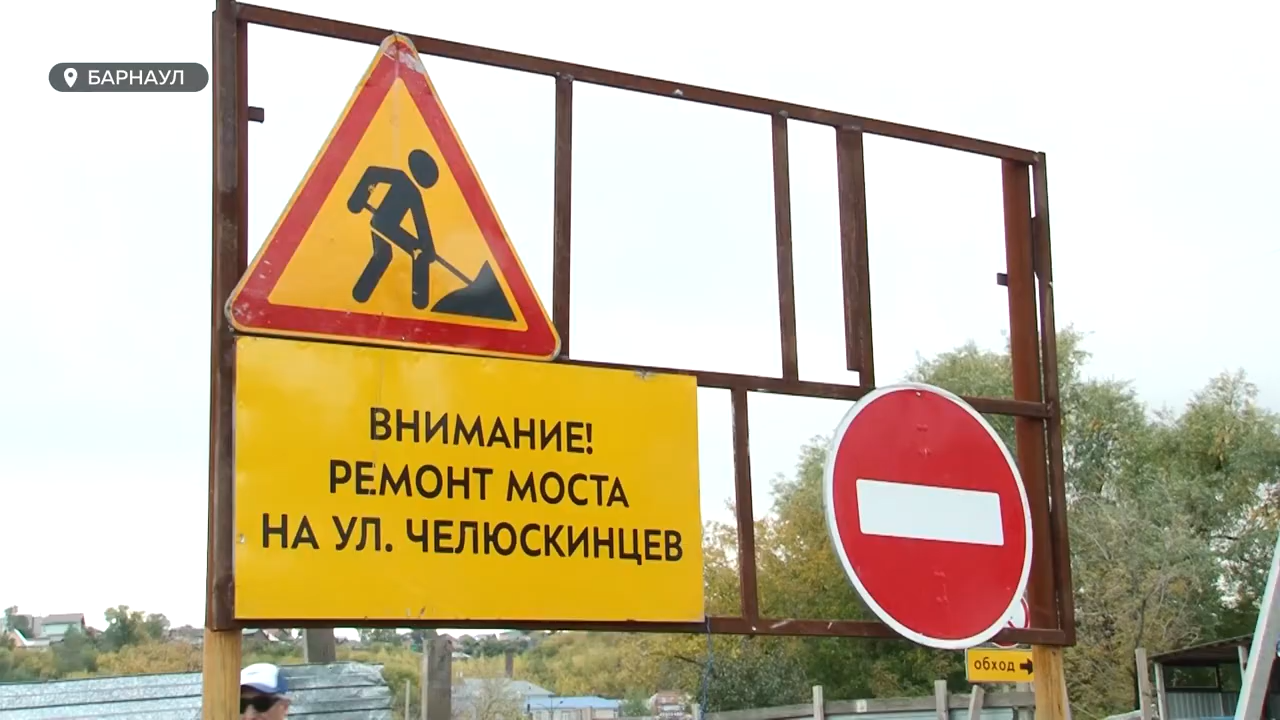 БАРНАУЛ
ВНИМАНИЕ!
РЕМОНТ МОСТА
НА УЛ. ЧЕЛЮСКИНЦЕВ
обход